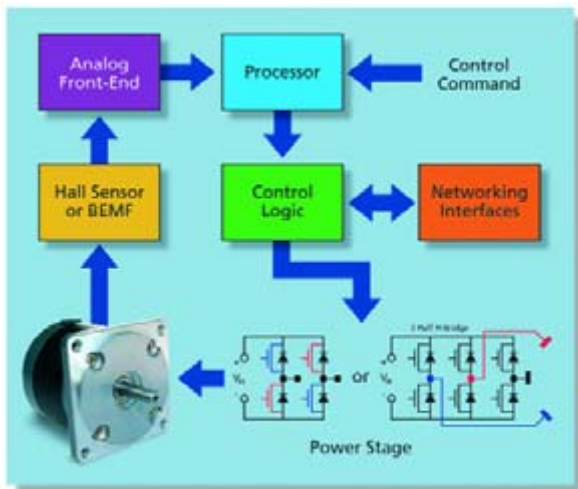 Analog
Front-End
Processor
Control
Command
Hall Sensor
or BEMF
Control
Logic
Networking
Interfaces
or
Power Stage